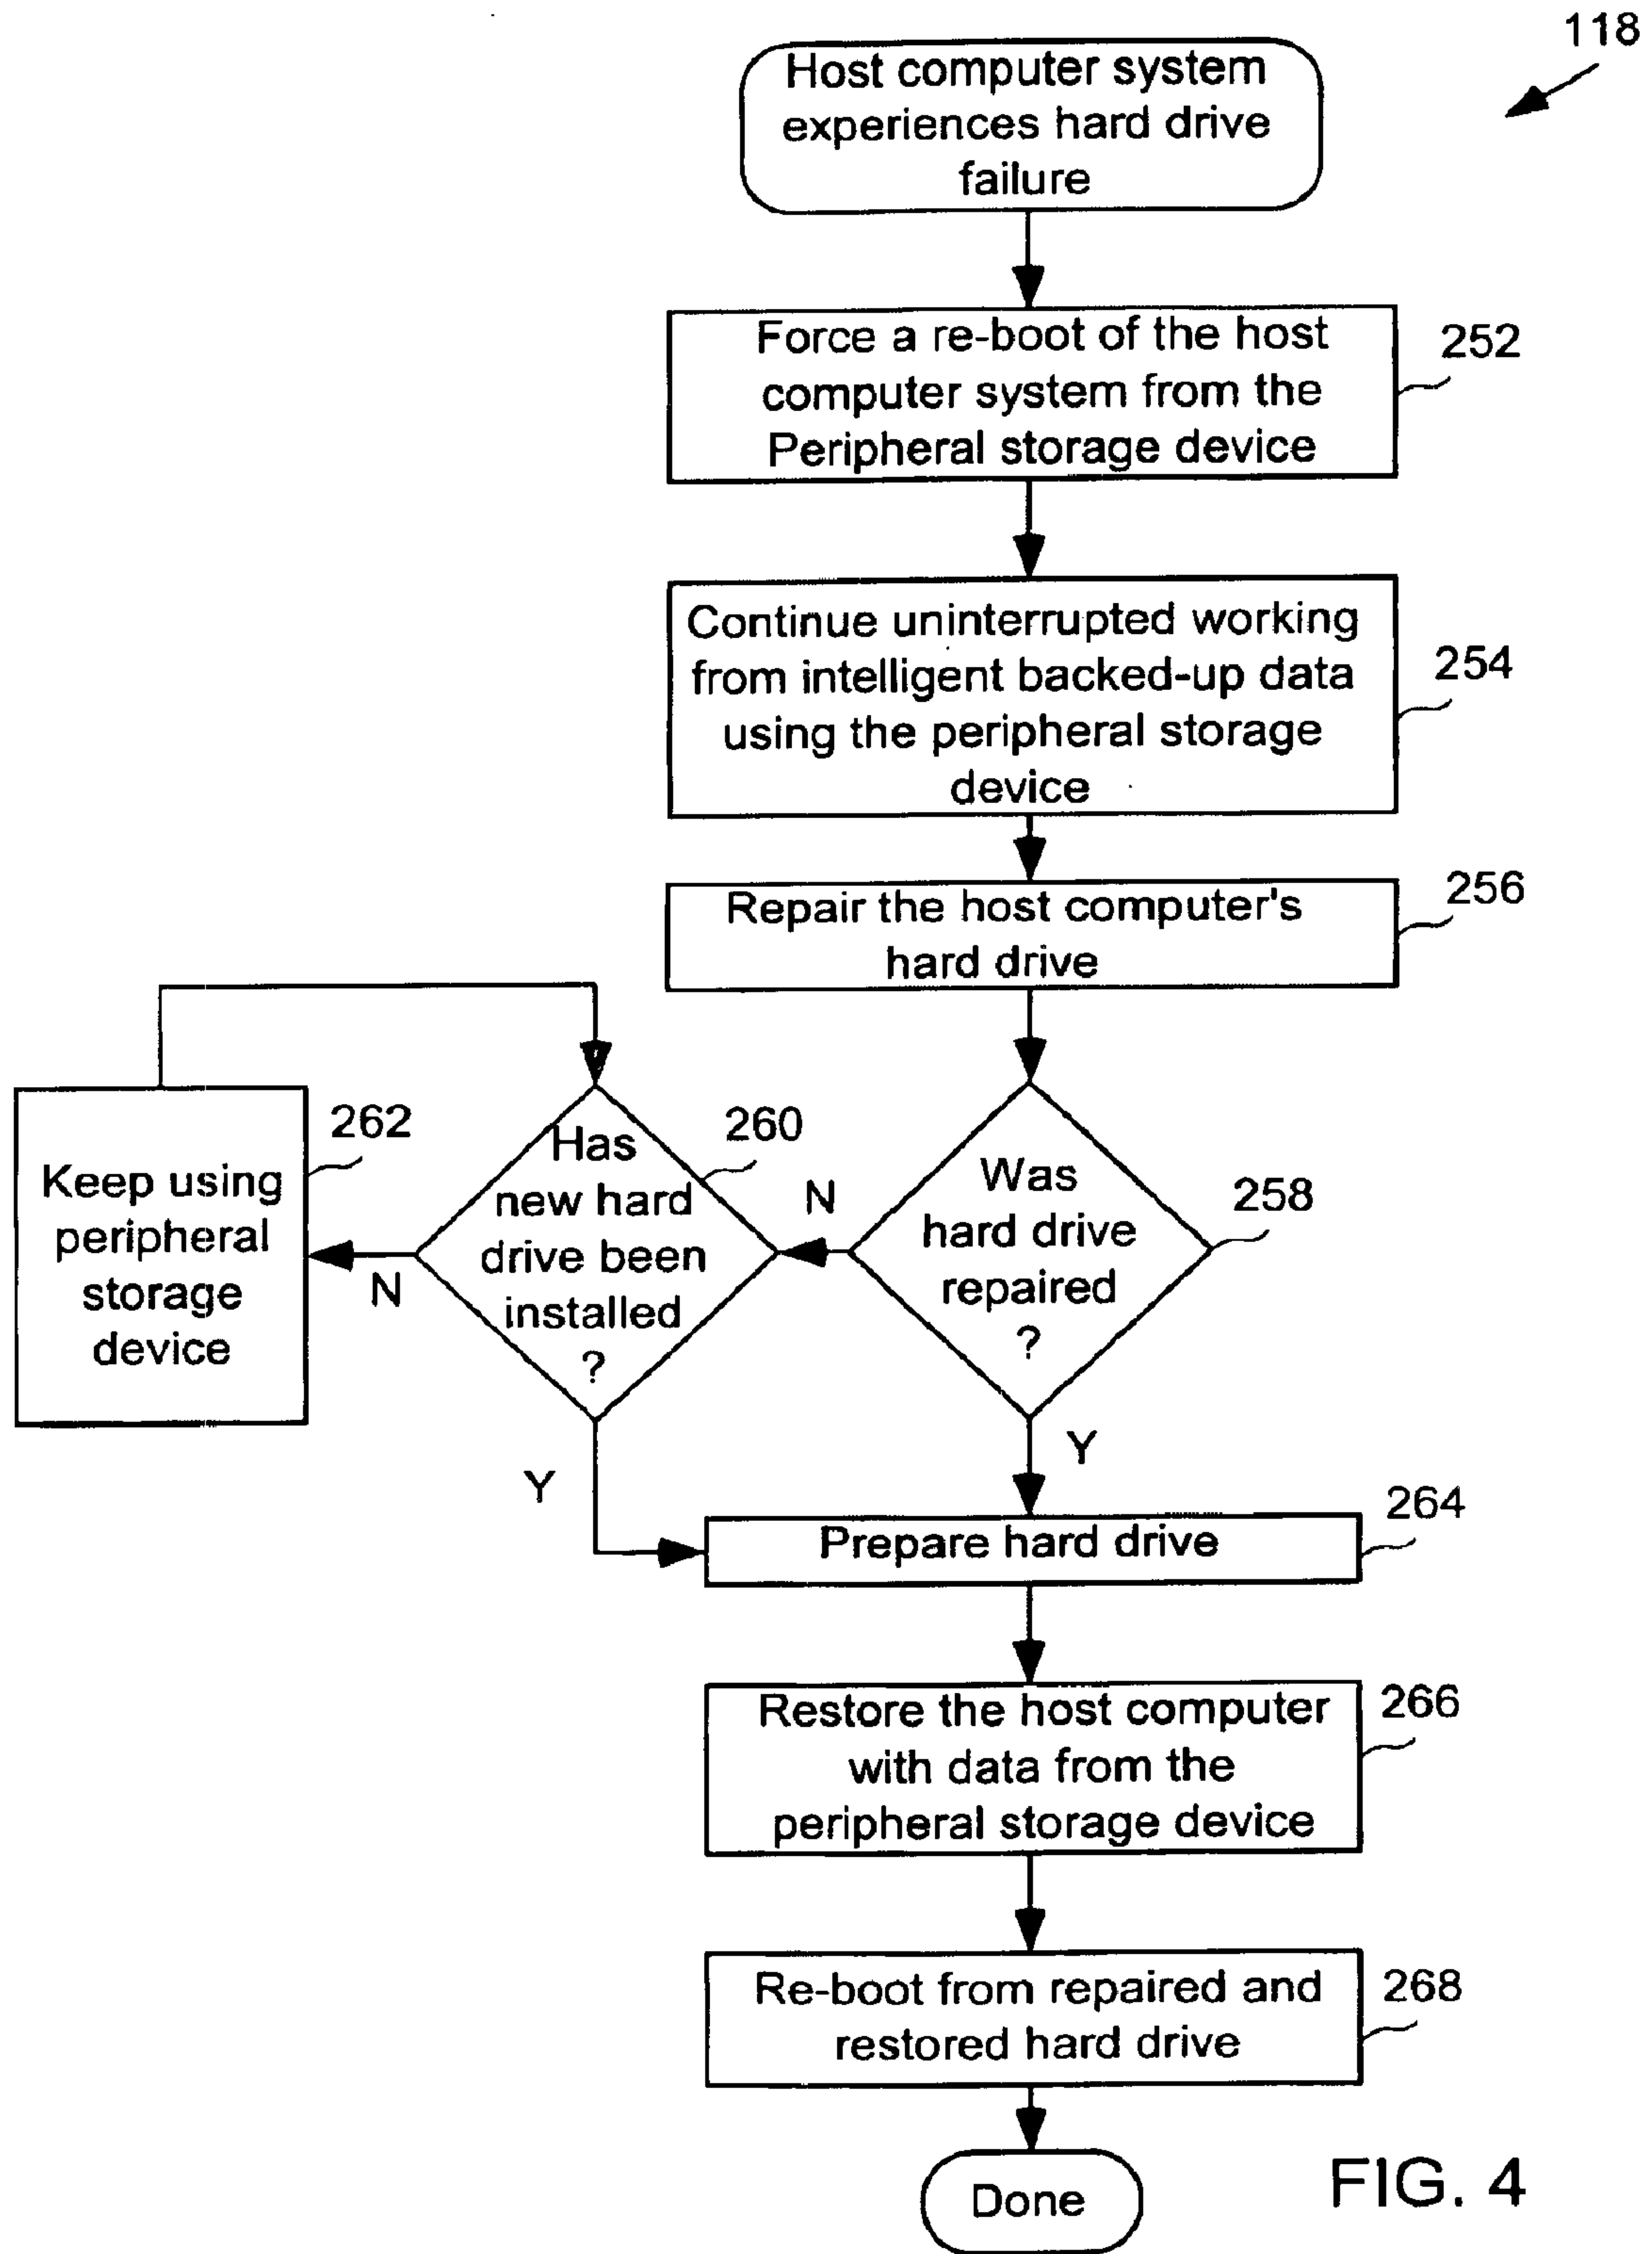 118
Host computer system
experiences hard drive
failure
Force a re-boot of the host
computer system from the
Peripheral storage device
252
Continue uninterrupted working
from intelligent backed-up data
using the peripheral storage
device
254
Repair the host computer's
hard drive
256
Was
hard drive
repaired
?
258
N
Y
Has
new hard
drive been
installed
?
260
N
Y
Keep using
peripheral
storage
device
262
Prepare hard drive
264
Restore the host computer
with data from the
peripheral storage device
266
Re-boot from repaired and
restored hard drive
268
Done
FIG. 4